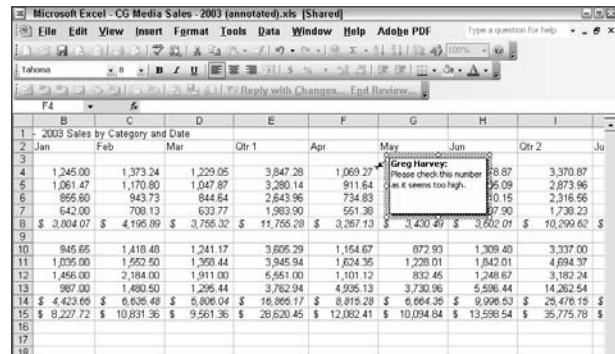 Microsoft Excel - CG Media Sales - 2003 (annotated).xls [Shared]
File Edit View Insert Format Tools Data Window Help Adobe PDF Type a question for help
100%
Tahoma 8 B I U
Reply with Changes... End Review...
F4 fx
B C D E F G H I
1 - 2003 Sales by Category and Date
2 Jan Feb Mar Qtr 1 Apr May Jun Qtr 2 Ju
3
Greg Harvey:
Please check this number
as it seems too high.
4 1,245.00 1,373.24 1,229.05 3,847.28 1,069.27 8.87 3,370.87
5 1,061.47 1,170.80 1,047.87 3,280.14 911.64 5.09 2,873.96
6 855.60 943.73 844.64 2,643.96 734.83 0.15 2,316.56
7 642.00 708.13 633.77 1,983.90 551.38 7.90 1,738.23
8 $ 3,804.07 $ 4,195.89 $ 3,755.32 $ 11,755.28 $ 3,267.13 $ 3,430.49 $ 3,602.01 $ 10,299.62 $
9
10 945.65 1,418.48 1,241.17 3,605.29 1,154.67 872.93 1,309.40 3,337.00
11 1,035.00 1,552.50 1,358.44 3,945.94 1,624.35 1,228.01 1,842.01 4,694.37
12 1,456.00 2,184.00 1,911.00 5,551.00 1,101.12 832.45 1,248.67 3,182.24
13 987.00 1,480.50 1,295.44 3,762.94 4,935.13 3,730.96 5,596.44 14,262.54
14 $ 4,423.65 $ 6,635.48 $ 5,806.04 $ 16,865.17 $ 8,815.28 $ 6,664.35 $ 9,996.53 $ 25,476.15 $
15 $ 8,227.72 $ 10,831.36 $ 9,561.36 $ 28,620.45 $ 12,082.41 $ 10,094.84 $ 13,598.54 $ 35,775.78 $
16
17
18